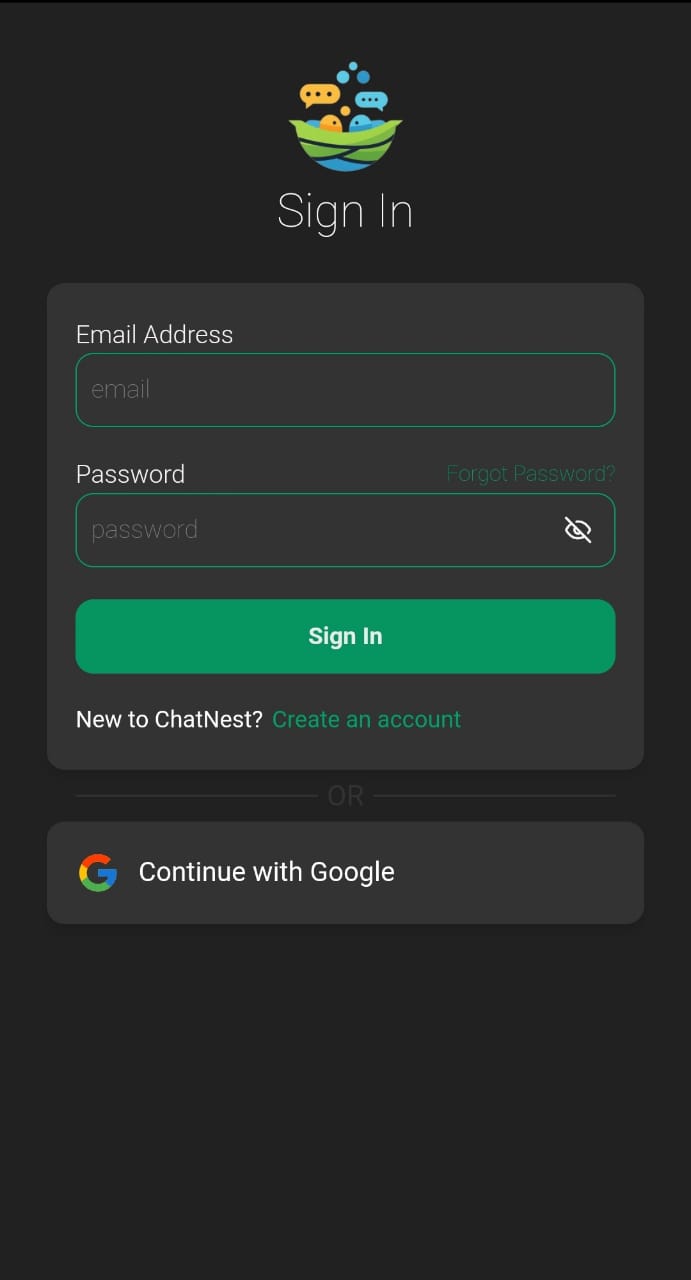 Sign In
Email Address
email
Password Forgot Password?
password
Sign In
New to ChatNest? Create an account
OR
Continue with Google